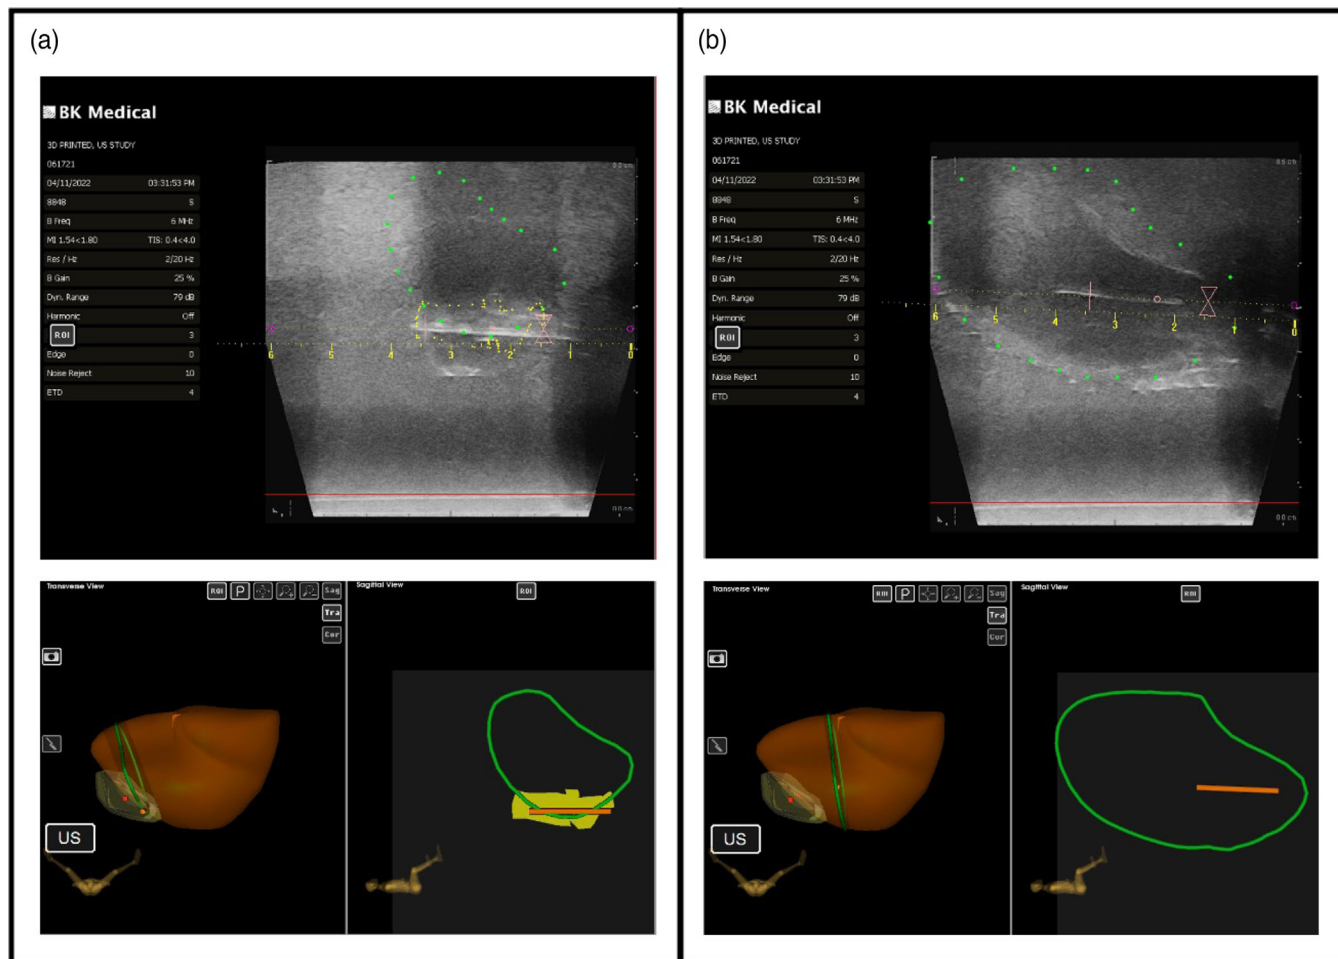 (a)
BK Medical
3D PRINTED, US STUDY
061721
04/11/2022 03:31:53 PM
8848 S
B Freq 6 MHz
MI 1.54<1.80 TIS: 0.4<4.0
Res / Hz 2/20 Hz
B Gain 25 %
Dyn. Range 79 dB
Harmonic Off
ROI 3
Edge 0
Noise Reject 10
ETD 4
6 5 4 3 2 1 0
Transverse View
ROI P Sag
Tra
Cor
US
Sagittal View
ROI
(b)
BK Medical
3D PRINTED, US STUDY
061721
04/11/2022 03:31:53 PM
8848 S
B Freq 6 MHz
MI 1.54<1.80 TIS: 0.4<4.0
Res / Hz 2/20 Hz
B Gain 25 %
Dyn. Range 79 dB
Harmonic Off
ROI 3
Edge 0
Noise Reject 10
ETD 4
6 5 4 3 2 1 0
Transverse View
ROI P Sag
Tra
Cor
US
Sagittal View
ROI